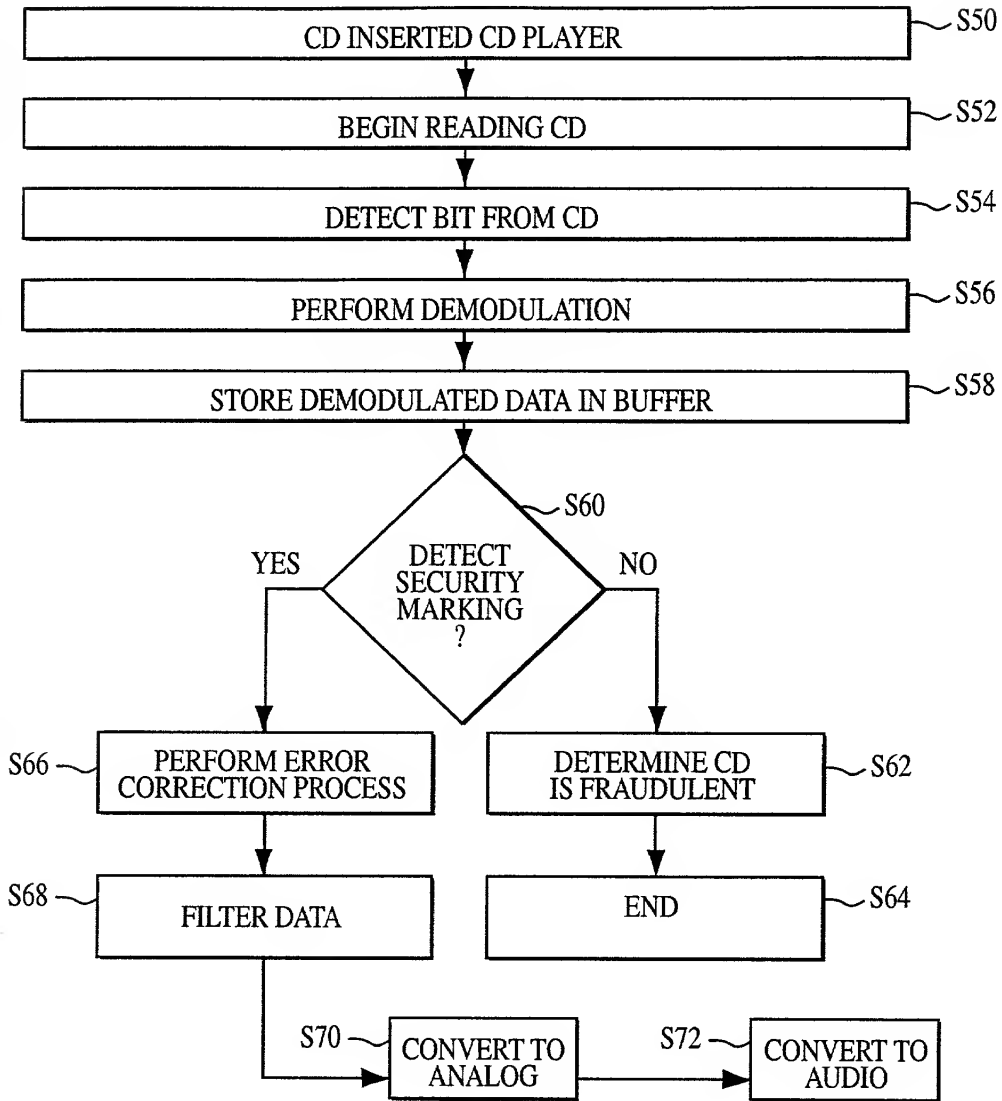 CD INSERTED CD PLAYER
S50
BEGIN READING CD
S52
DETECT BIT FROM CD
S54
PERFORM DEMODULATION
S56
STORE DEMODULATED DATA IN BUFFER
S58
S60
DETECT
SECURITY
MARKING
?
YES
NO
S66
PERFORM ERROR
CORRECTION PROCESS
DETERMINE CD
IS FRAUDULENT
S62
S68
FILTER DATA
END
S64
S70
CONVERT TO
ANALOG
S72
CONVERT TO
AUDIO